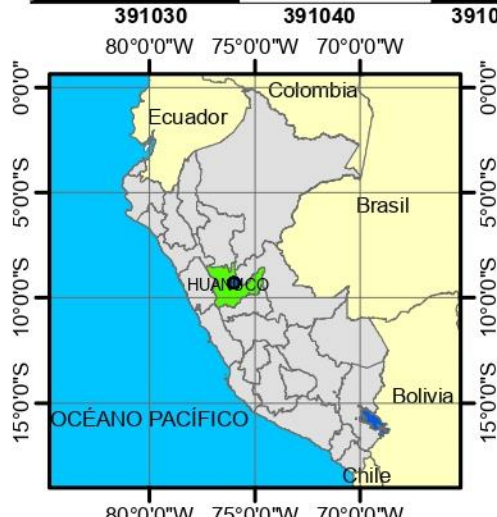 391030 391040 3910
80°0'0"W 75°0'0"W 70°0'0"W
0°0'0" 0°0'0"
Colombia
Ecuador
5°0'0"S 5°0'0"S
Brasil
HUANUCO
10°0'0"S 10°0'0"S
Bolivia
15°0'0"S 15°0'0"S
OCÉANO PACÍFICO
Chile
80°0'0"W 75°0'0"W 70°0'0"W